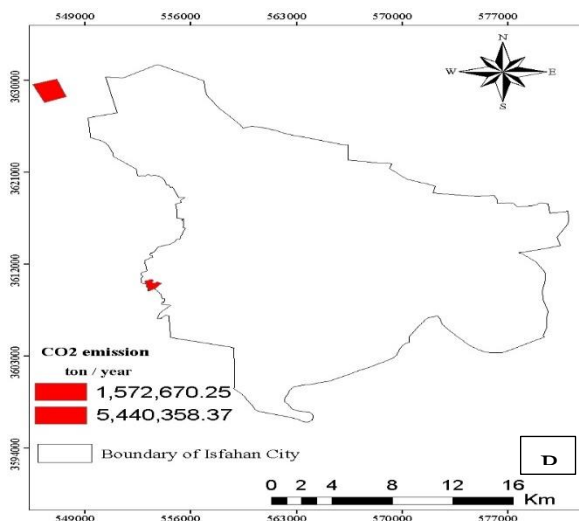 549000 556000 563000 570000 577000
N
W E
S
3630000
3621000
3612000
3603000
3594000
CO2 emission
ton / year
1,572,670.25
5,440,358.37
Boundary of Isfahan City
D
0 2 4 8 12 16
Km
549000 556000 563000 570000 577000